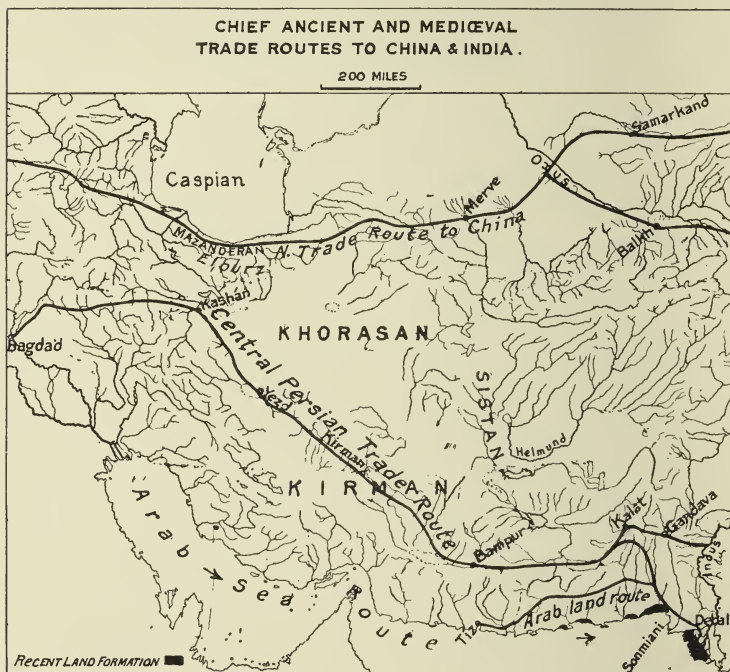 CHIEF ANCIENT AND MEDIŒVAL
TRADE ROUTES TO CHINA & INDIA.
200 MILES
Samarkand
Oxus
Caspian
Merve
MAZANDERAN
N. Trade Route to China
Balkh
Elburz
Kashan
KHORASAN
Bagdad
Central Persian Trade Route
SISTAN
Yezd
Kirman
Helmund
KIRMAN
Kalat
Gandava
Arab Sea Route
Bampur
Indus
Tiz
Arab land route
Sonmiani
Debal
RECENT LAND FORMATION